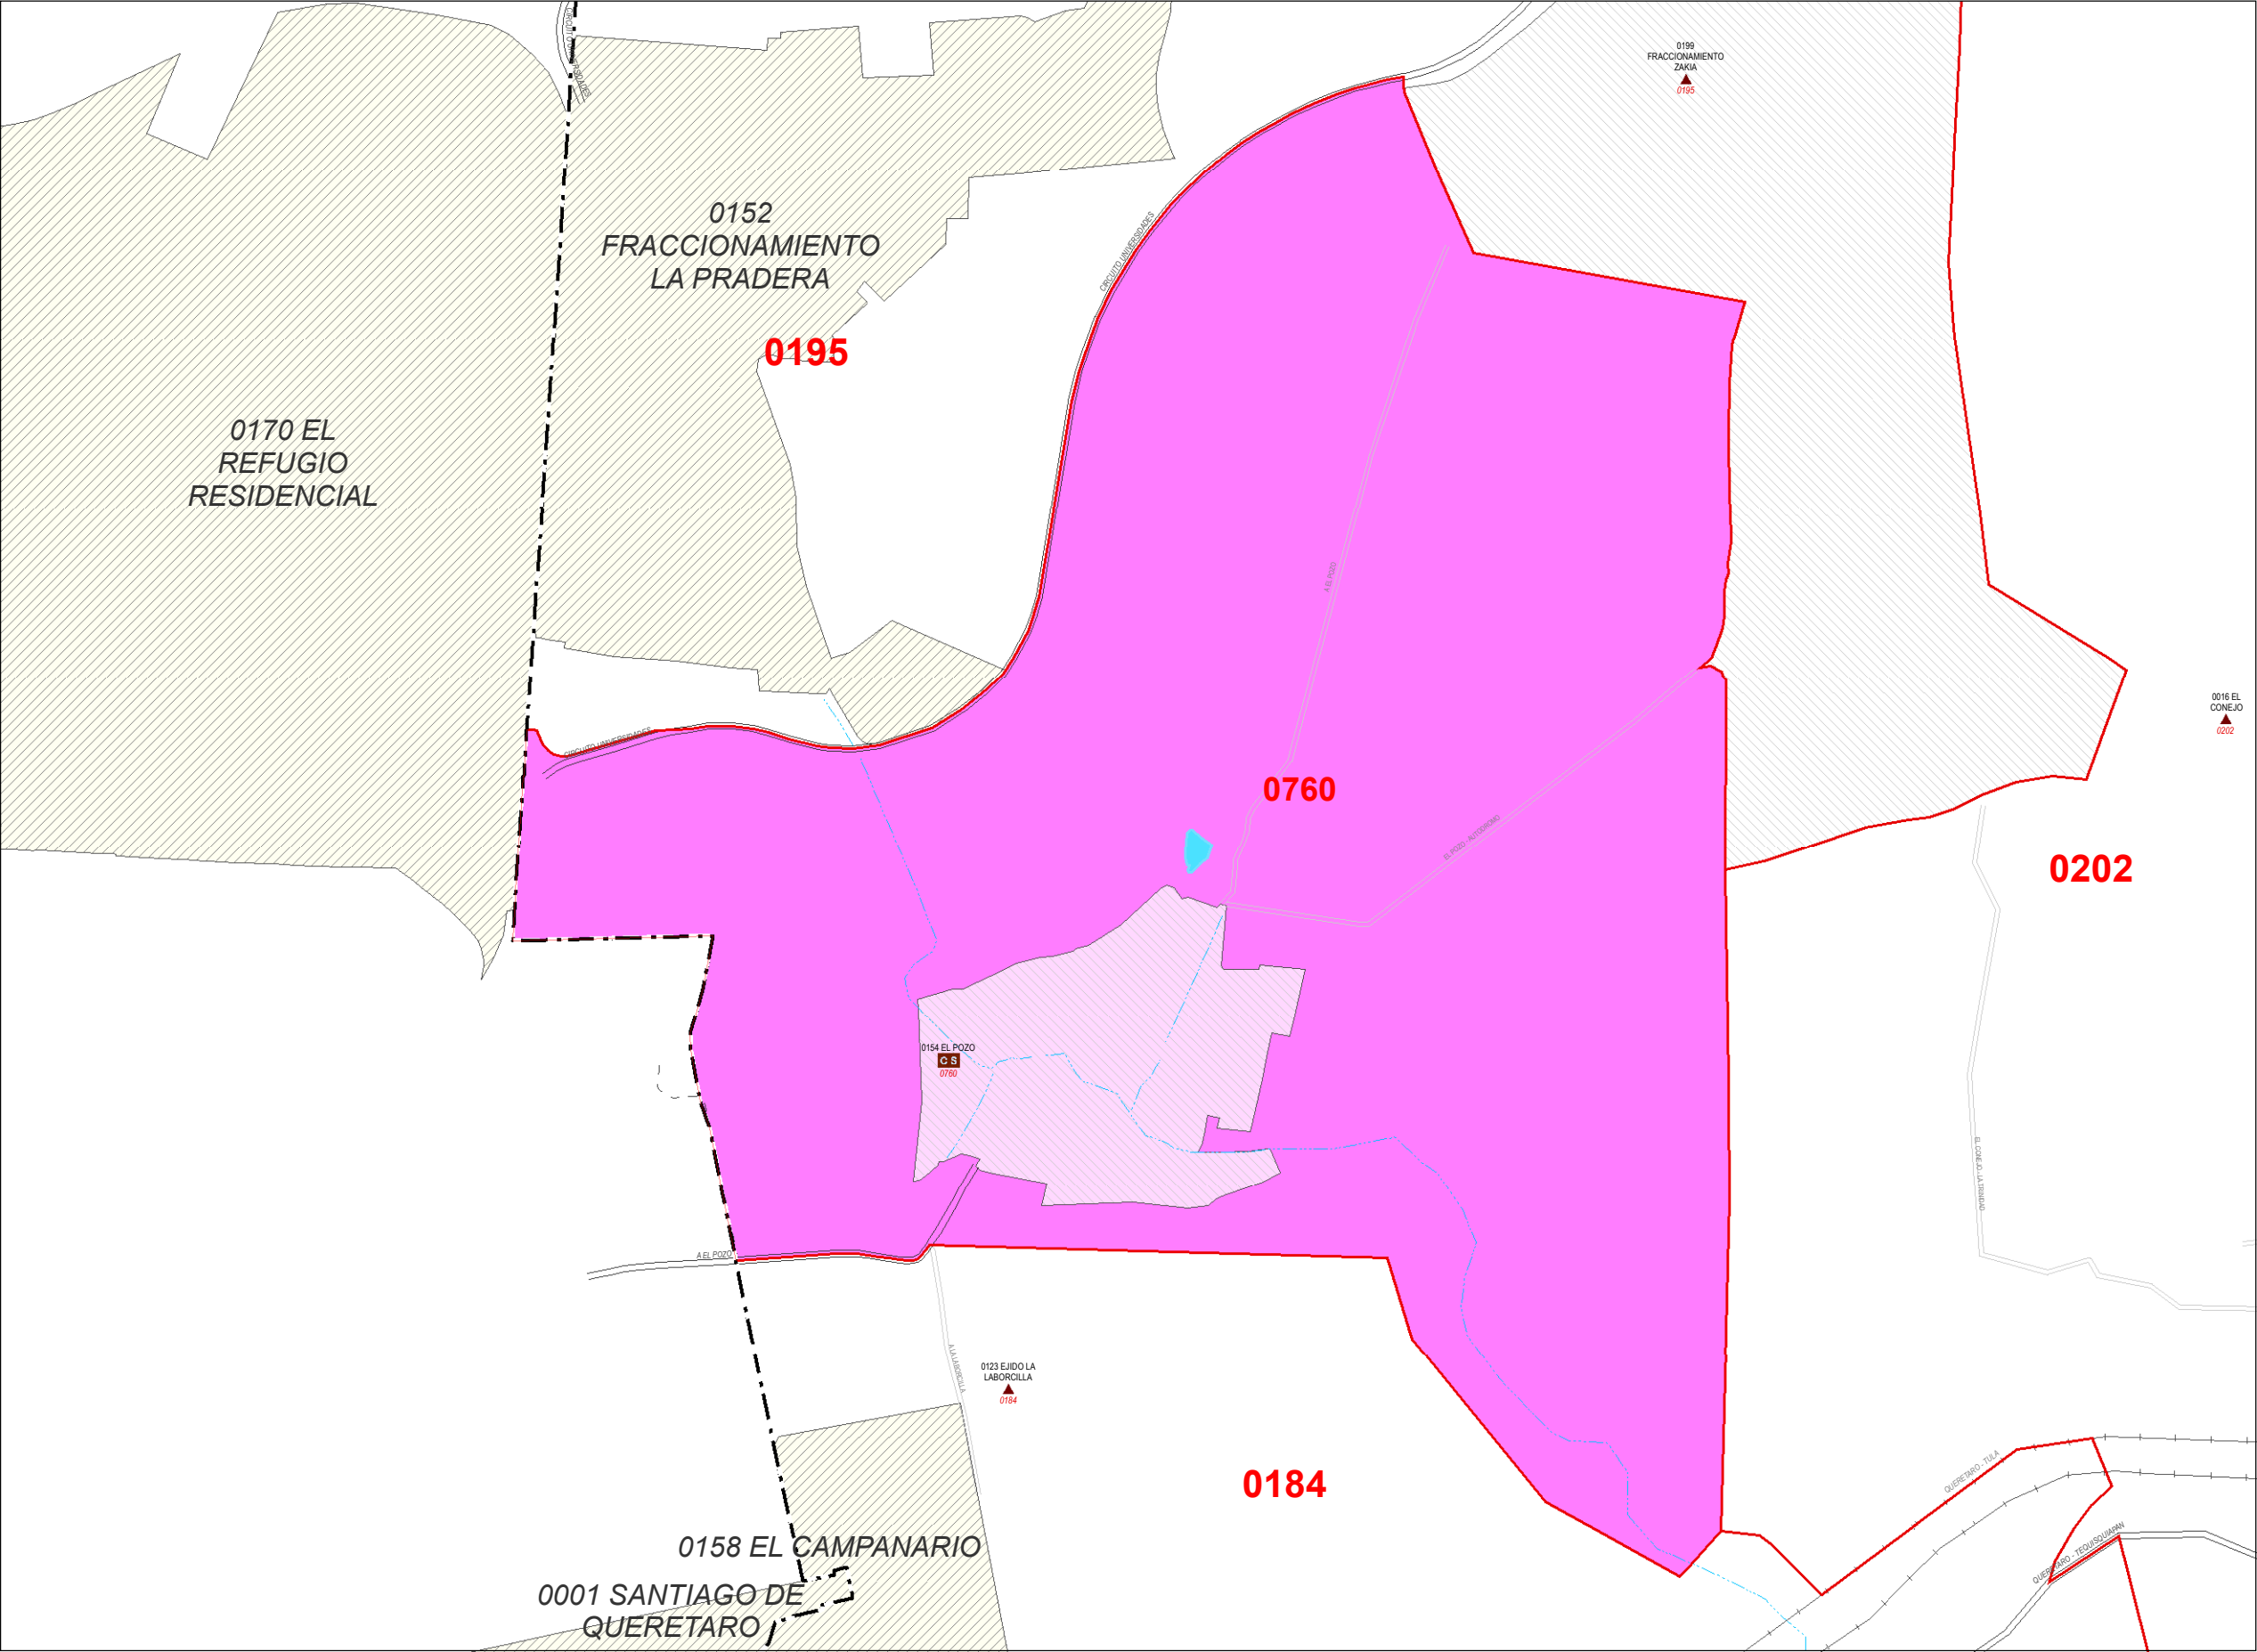 CIRCUITO UNIVERSIDADES
0199
FRACCIONAMIENTO
ZAKIA
0195
0152
FRACCIONAMIENTO
LA PRADERA
CIRCUITO UNIVERSIDADES
0195
0170 EL
REFUGIO
RESIDENCIAL
A EL POZO
0016 EL
CONEJO
0202
CIRCUITO UNIVERSIDADES
0760
EL POZO - AUTODROMO
0202
0154 EL POZO
C S
0760
EL CONEJO - LA TRINIDAD
A EL POZO
A LA LABORCILLA
0123 EJIDO LA
LABORCILLA
0184
0184
QUERETARO - TULA
0158 EL CAMPANARIO
QUERETARO - TEQUISQUIAPAN
0001 SANTIAGO DE
QUERETARO